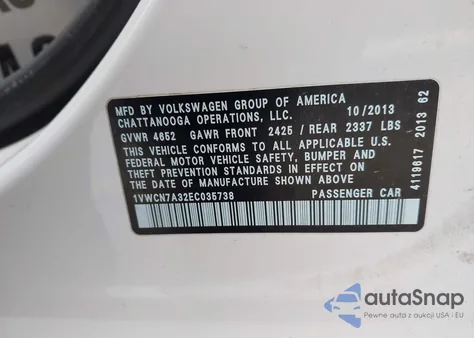 MFD BY VOLKSWAGEN GROUP OF AMERICA
CHATTANOOGA OPERATIONS, LLC. 10/2013
GVWR 4652 GAWR FRONT 2425 / REAR 2337 LBS
THIS VEHICLE CONFORMS TO ALL APPLICABLE U.S.
FEDERAL MOTOR VEHICLE SAFETY, BUMPER AND
THEFT PREVENTION STANDARDS IN EFFECT ON THE
DATE OF MANUFACTURE SHOWN ABOVE.
1VWCN7A32EC035738 PASSENGER CAR
4119617 2013 62
autoSnap
Pewne auta z aukcji USA i EU